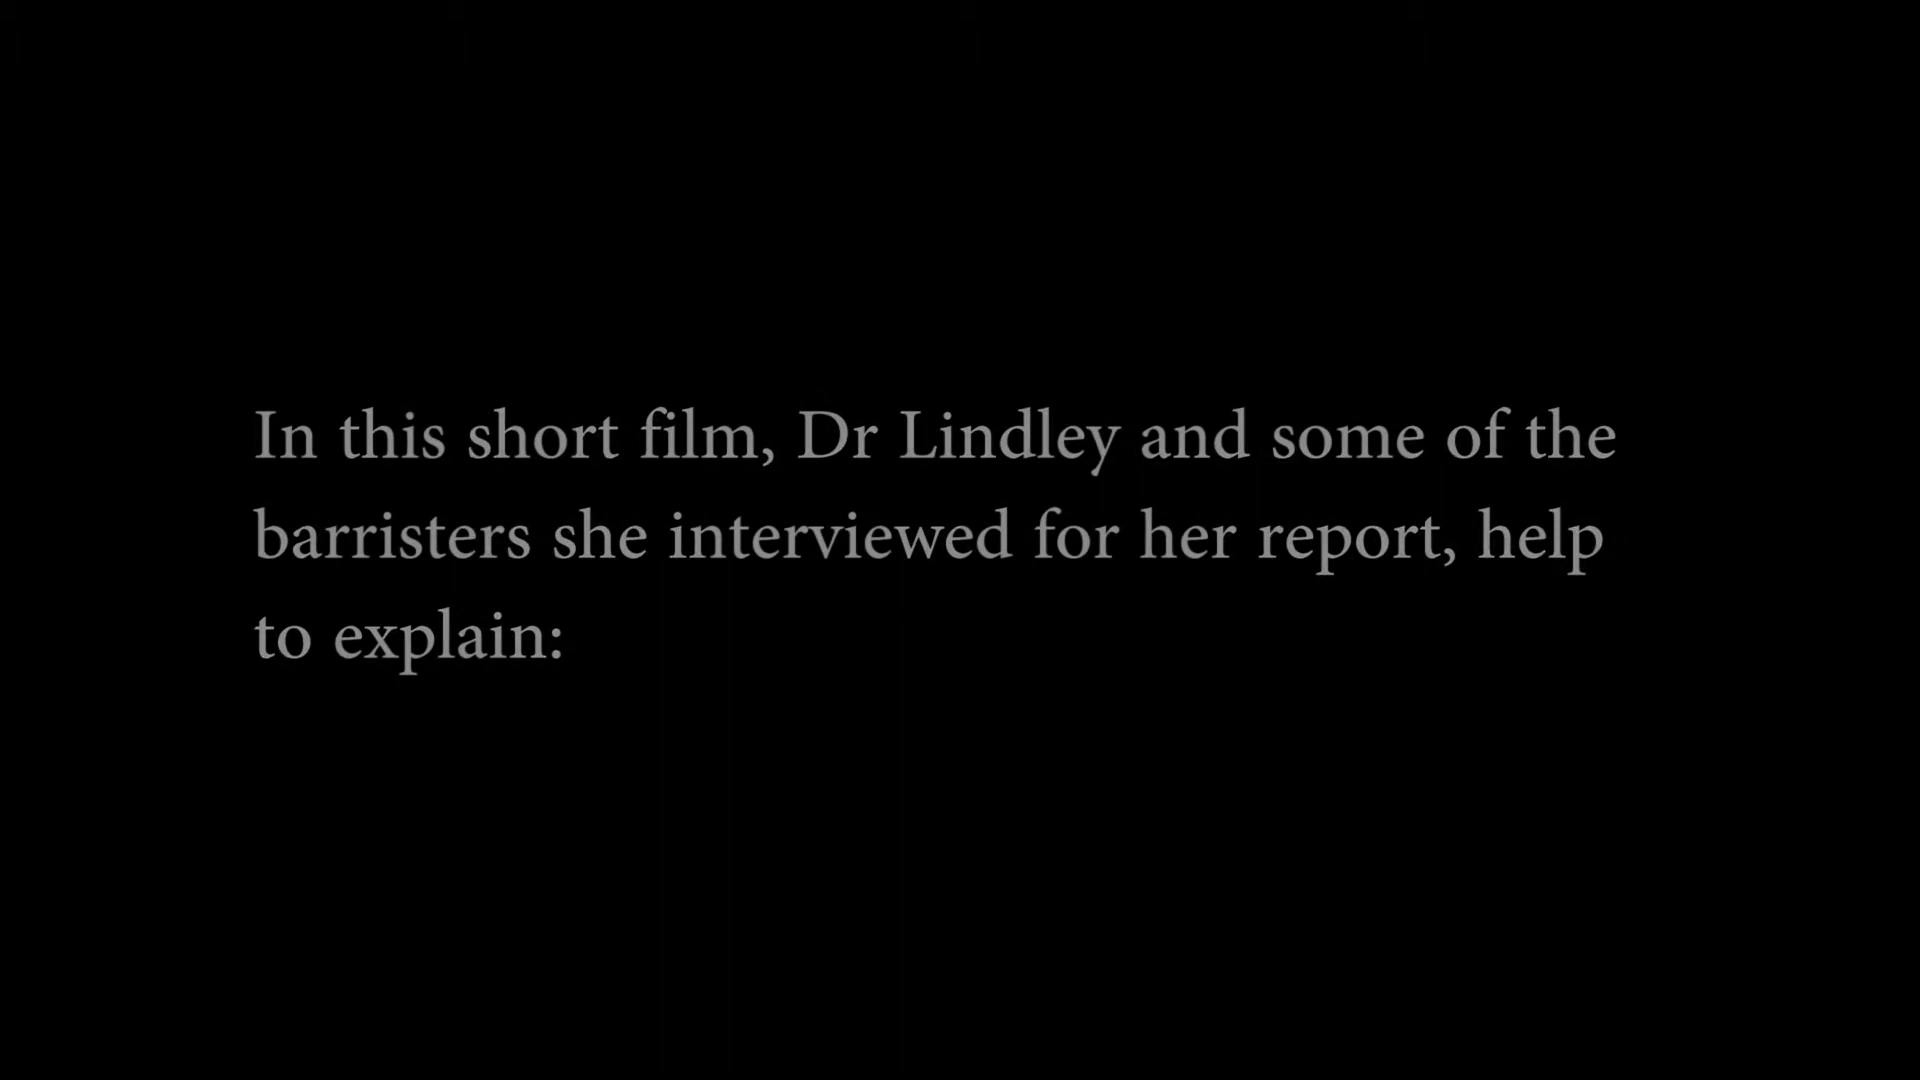 In this short film, Dr Lindley and some of the
barristers she interviewed for her report, help
to explain: